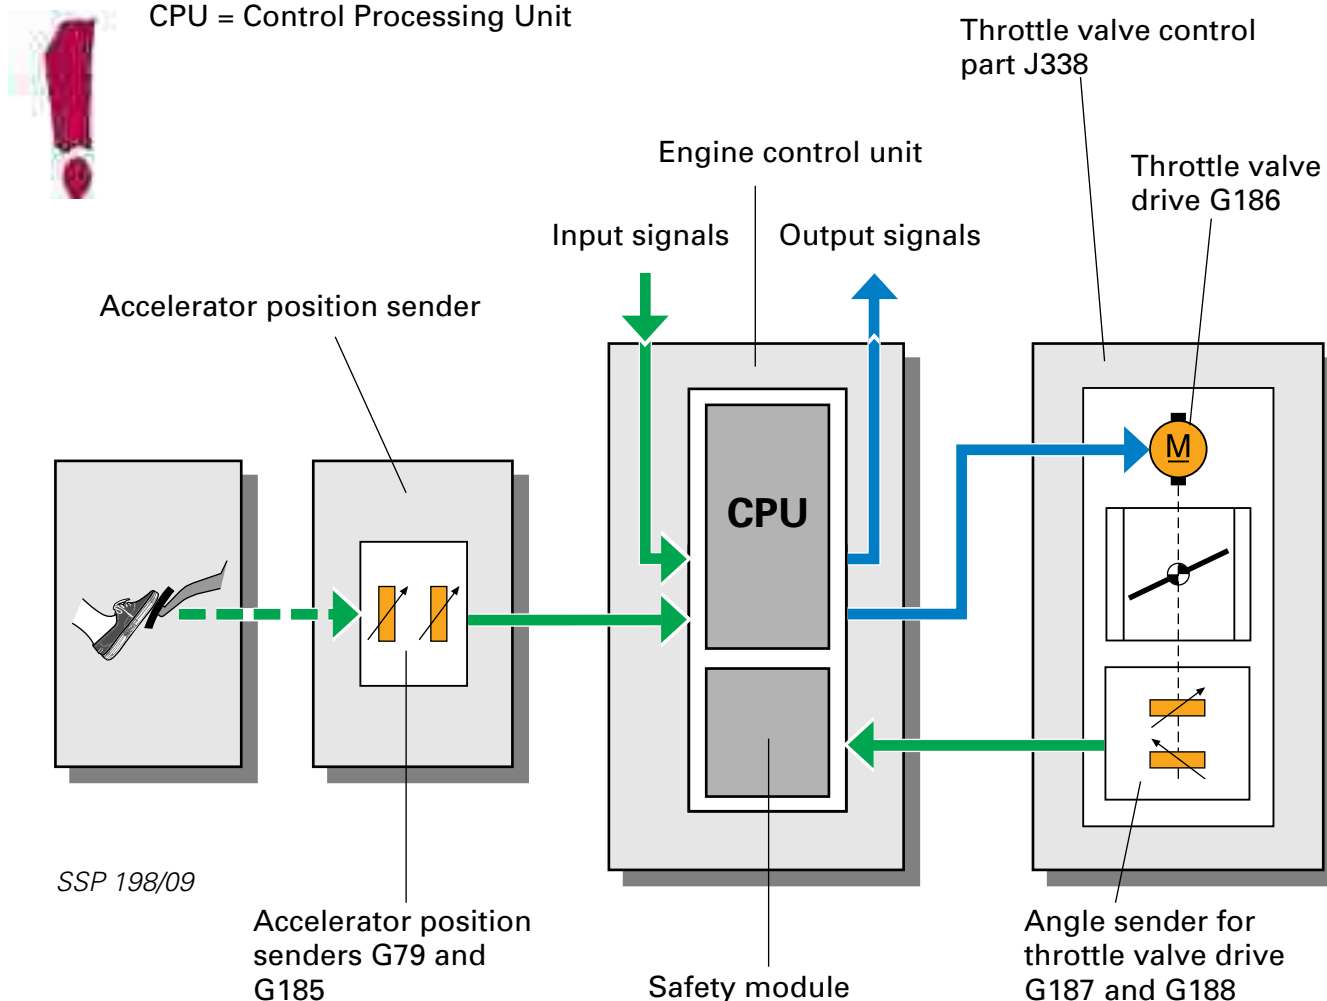 CPU = Control Processing Unit
Throttle valve control
part J338
Engine control unit
Throttle valve
drive G186
Input signals
Output signals
Accelerator position sender
CPU
M
SSP 198/09
Accelerator position
senders G79 and
G185
Safety module
Angle sender for
throttle valve drive
G187 and G188